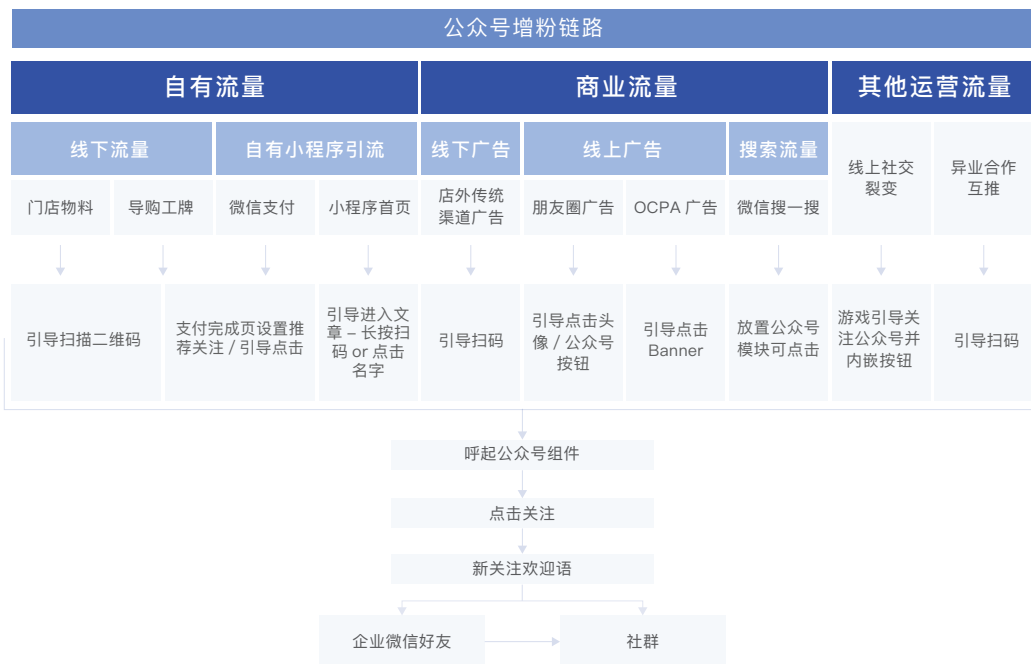 公众号增粉链路
自有流量
商业流量
其他运营流量
线下流量
自有小程序引流
线下广告
线上广告
搜索流量
线上社交
裂变
异业合作
互推
门店物料
导购工牌
微信支付
小程序首页
店外传统
渠道广告
朋友圈广告
OCPA 广告
微信搜一搜
引导扫描二维码
支付完成页设置推
荐关注 / 引导点击
引导进入文
章 – 长按扫
码 or 点击
名字
引导扫码
引导点击头
像 / 公众号
按钮
引导点击
Banner
放置公众号
模块可点击
游戏引导关
注公众号并
内嵌按钮
引导扫码
呼起公众号组件
点击关注
新关注欢迎语
企业微信好友
社群